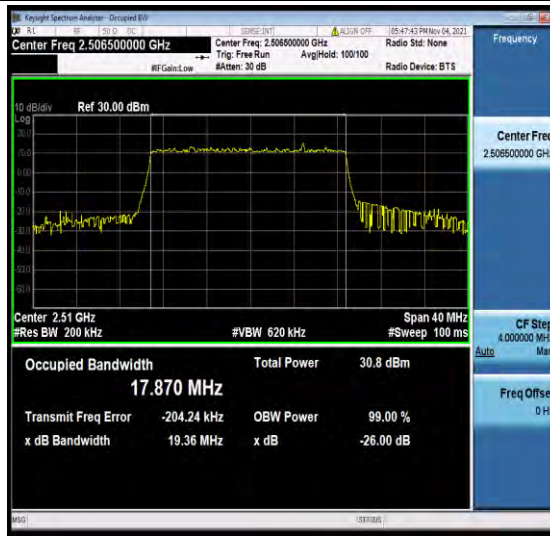 Keysight Spectrum Analyzer - Occupied BW
RL RF 50 Ω DC SENSE:INT ALIGN OFF 05:47:43 PM Nov 04, 2021
Center Freq 2.506500000 GHz
Center Freq: 2.506500000 GHz
Radio Std: None
Trig: Free Run Avg|Hold: 100/100
#IFGain:Low #Atten: 30 dB Radio Device: BTS
Frequency
10 dB/div Ref 30.00 dBm
Log
Center Freq
2.506500000 GHz
Center 2.51 GHz Span 40 MHz
#Res BW 200 kHz #VBW 620 kHz #Sweep 100 ms
CF Step
4.000000 MHz
Auto Man
Occupied Bandwidth Total Power 30.8 dBm
17.870 MHz
Transmit Freq Error -204.24 kHz OBW Power 99.00 %
x dB Bandwidth 19.36 MHz x dB -26.00 dB
Freq Offset
0 Hz
MSG STATUS